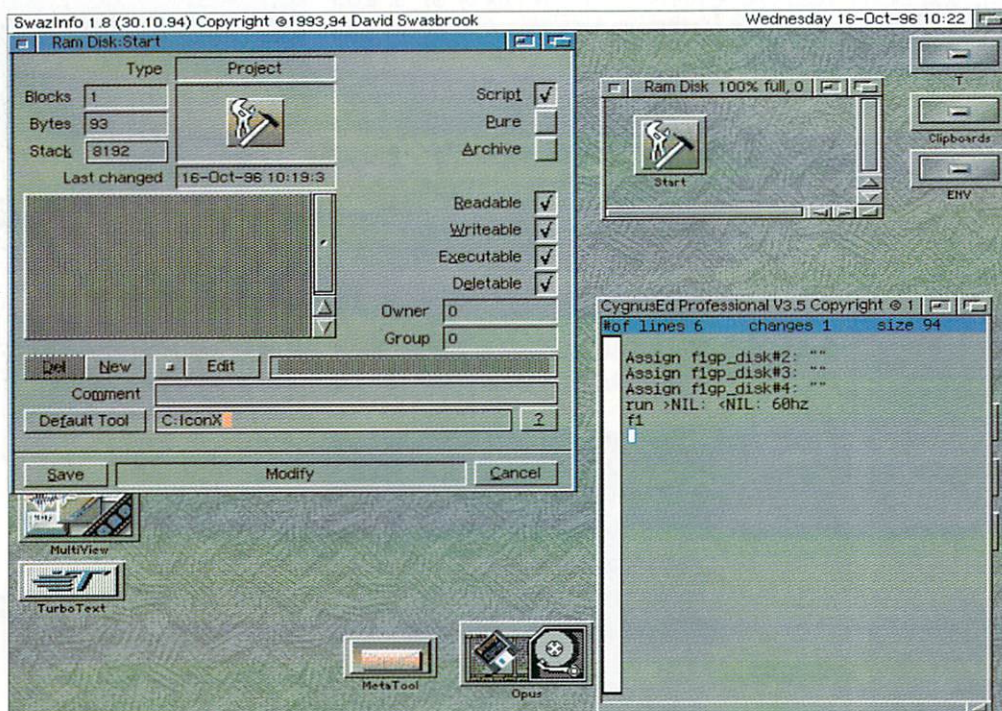 SwazInfo 1.8 (30.10.94) Copyright ©1993,94 David Swasbrook
Wednesday 16-Oct-96 10:22
Ram Disk:Start
Type Project
Blocks 1
Bytes 93
Stack 8192
Last changed 16-Oct-96 10:19:3
Script √
Pure
Archive
Readable √
Writeable √
Executable √
Deletable √
Owner 0
Group 0
Del New Edit
Comment
Default Tool C:IconX ?
Save Modify Cancel
Ram Disk 100% full, 0
Start
T
Clipboards
ENV
CygnusEd Professional V3.5 Copyright © 1
#of lines 6 changes 1 size 94
Assign f1gp_disk#2: ""
Assign f1gp_disk#3: ""
Assign f1gp_disk#4: ""
run >NIL: <NIL: 60hz
f1
MultiView
TurboText
MetaTool
Opus